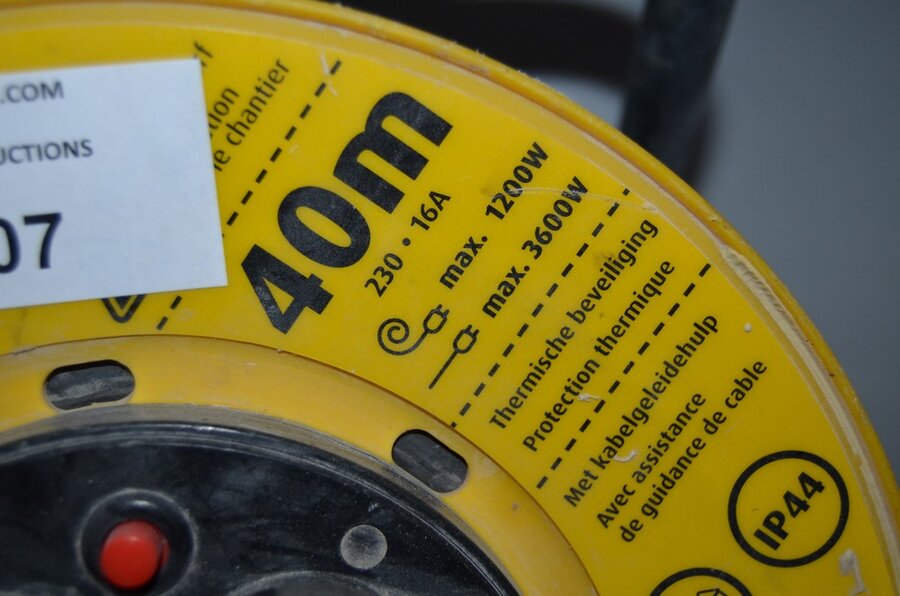 .COM
UCTIONS
07
chantier
40m
230 • 16A
max. 1200W
max. 3600W
Thermische beveiliging
Protection thermique
Met kabelgeleidehulp
Avec assistance
de guidance de cable
IP44